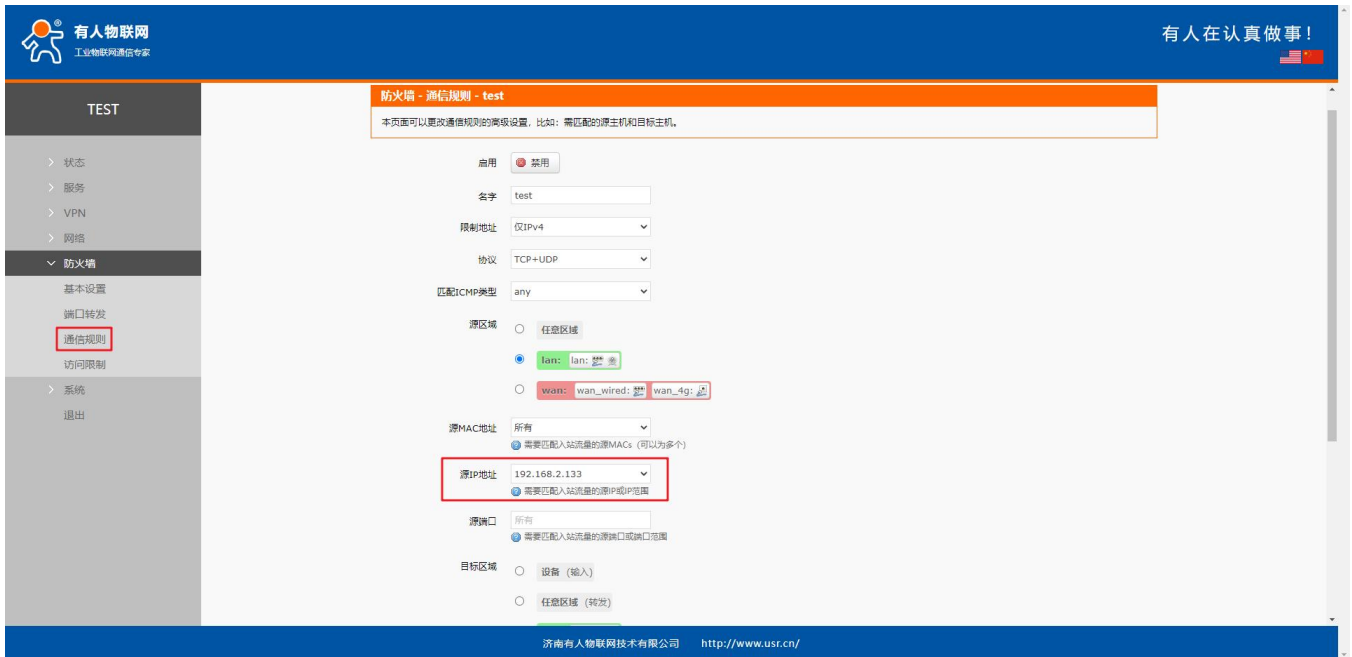 有人物联网
工业物联网通信专家
有人在认真做事！
TEST
状态
服务
VPN
网络
防火墙
基本设置
端口转发
通信规则
访问限制
系统
退出
防火墙 - 通信规则 - test
本页面可以更改通信规则的高级设置，比如：需匹配的源主机和目标主机。
启用 禁用
名字 test
限制地址 仅IPv4
协议 TCP+UDP
匹配ICMP类型 any
源区域 任意区域
lan: lan:
wan: wan_wired: wan_4g:
源MAC地址 所有
需要匹配入站流量的源MACs（可以为多个）
源IP地址 192.168.2.133
需要匹配入站流量的源IP或IP范围
源端口 所有
需要匹配入站流量的源端口或端口范围
目标区域 设备（输入）
任意区域（转发）
济南有人物联网技术有限公司 http://www.usr.cn/